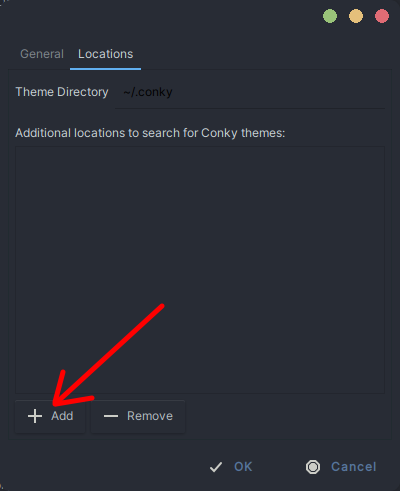 General Locations
Theme Directory ~/.conky
Additional locations to search for Conky themes:
Add Remove
OK Cancel